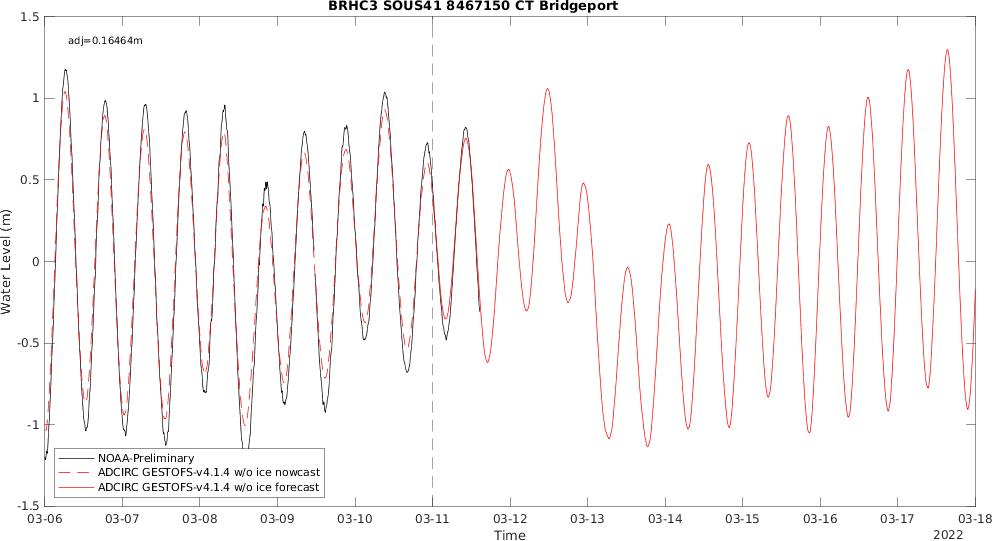 BRHC3 SOUS41 8467150 CT Bridgeport
adj=0.16464m
1.5
1
0.5
0
-0.5
-1
-1.5
Water Level (m)
NOAA-Preliminary
ADCIRC GESTOFS-v4.1.4 w/o ice nowcast
ADCIRC GESTOFS-v4.1.4 w/o ice forecast
03-06 03-07 03-08 03-09 03-10 03-11 03-12 03-13 03-14 03-15 03-16 03-17 03-18
Time
2022